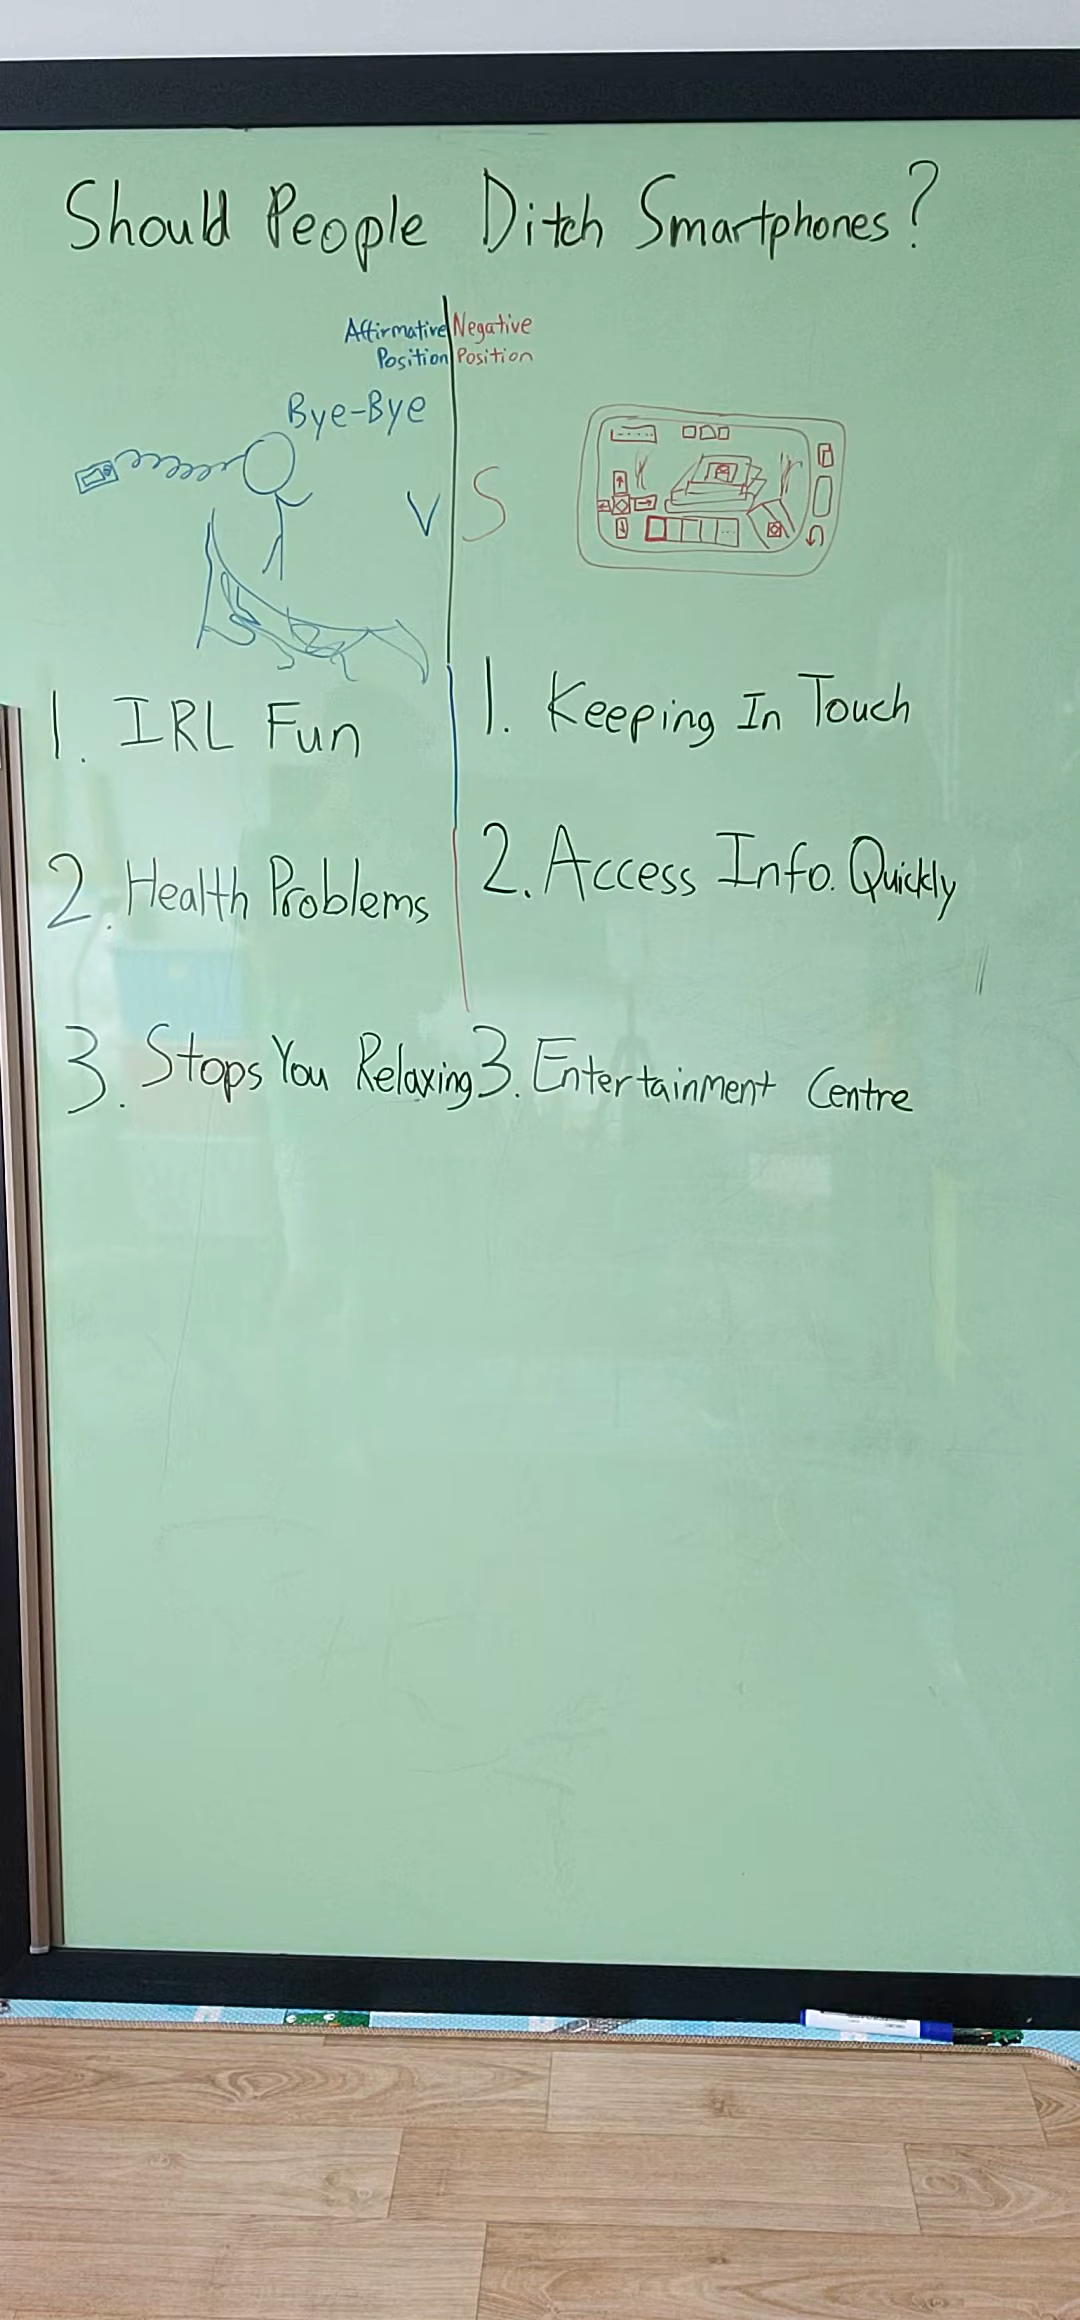 Should People Ditch Smartphones?
Affirmative Position
Negative Position
Bye-Bye
VS
1. IRL Fun
2. Health Problems
3. Stops You Relaxing
1. Keeping In Touch
2. Access Info. Quickly
3. Entertainment Centre